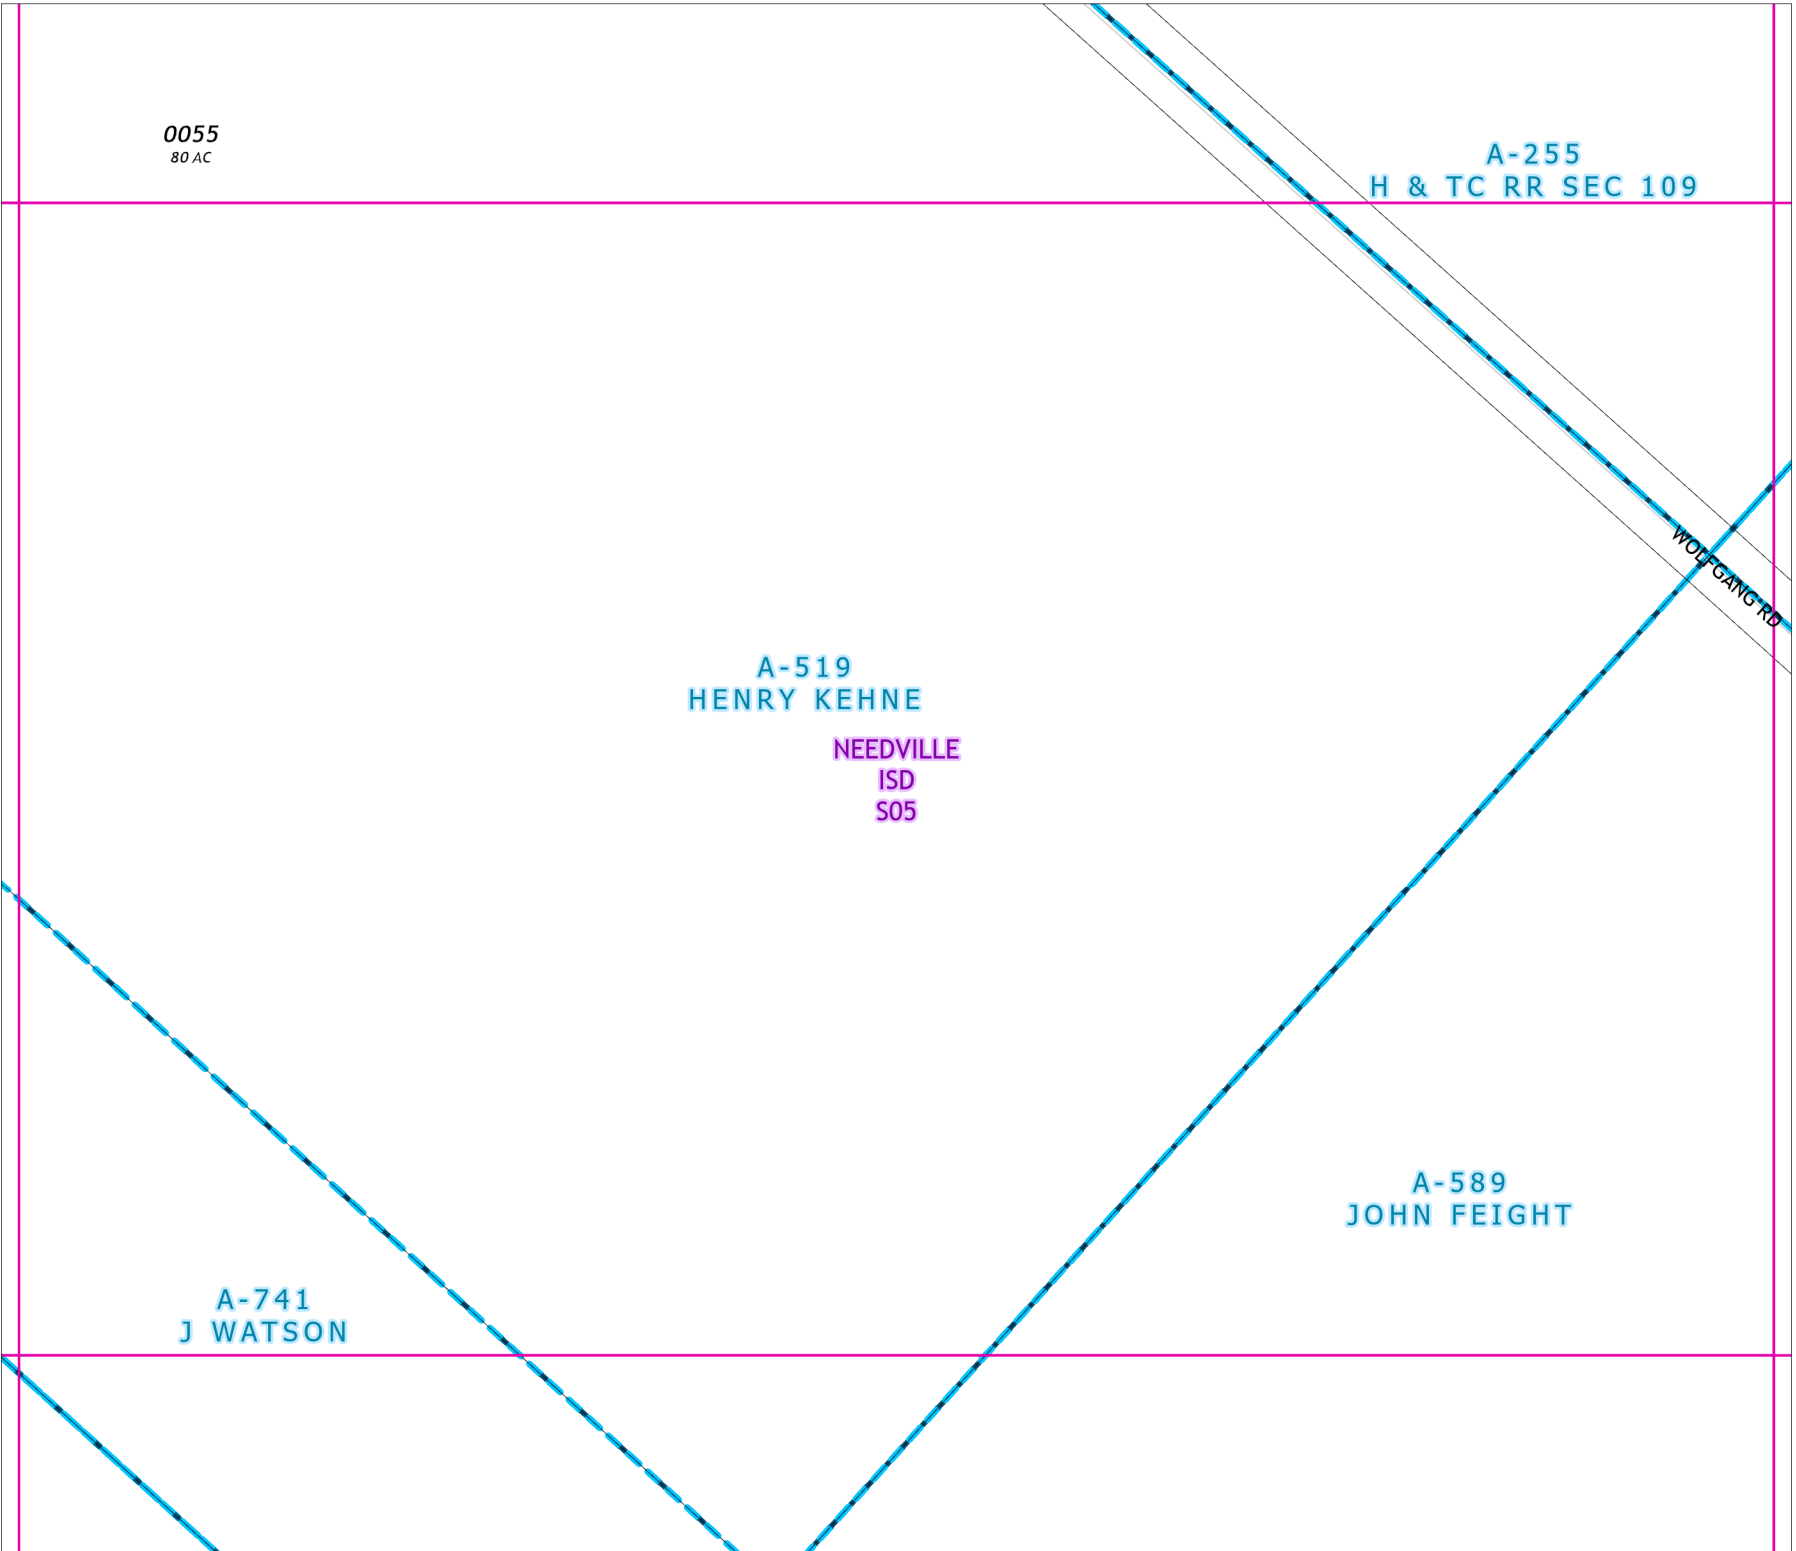 0055
80 AC
A-255
H & TC RR SEC 109
WOLFGANG RD
A-519
HENRY KEHNE
NEEDVILLE
ISD
S05
A-589
JOHN FEIGHT
A-741
J WATSON